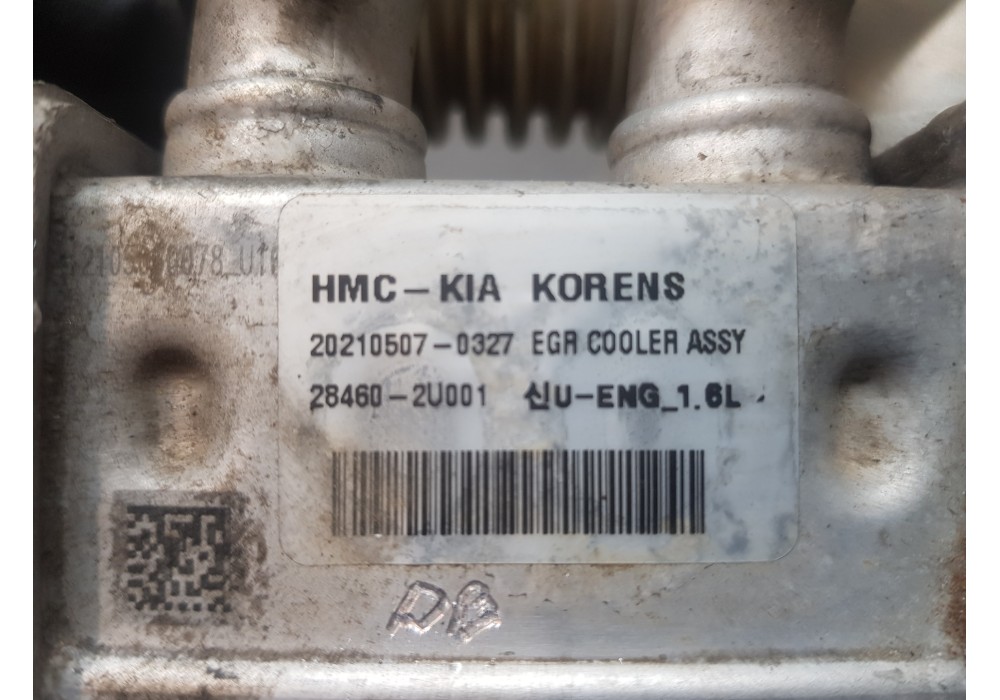 HMC-KIA KORENS
20210507-0327 EGR COOLER ASSY
28460-2U001 신U-ENG_1.6L